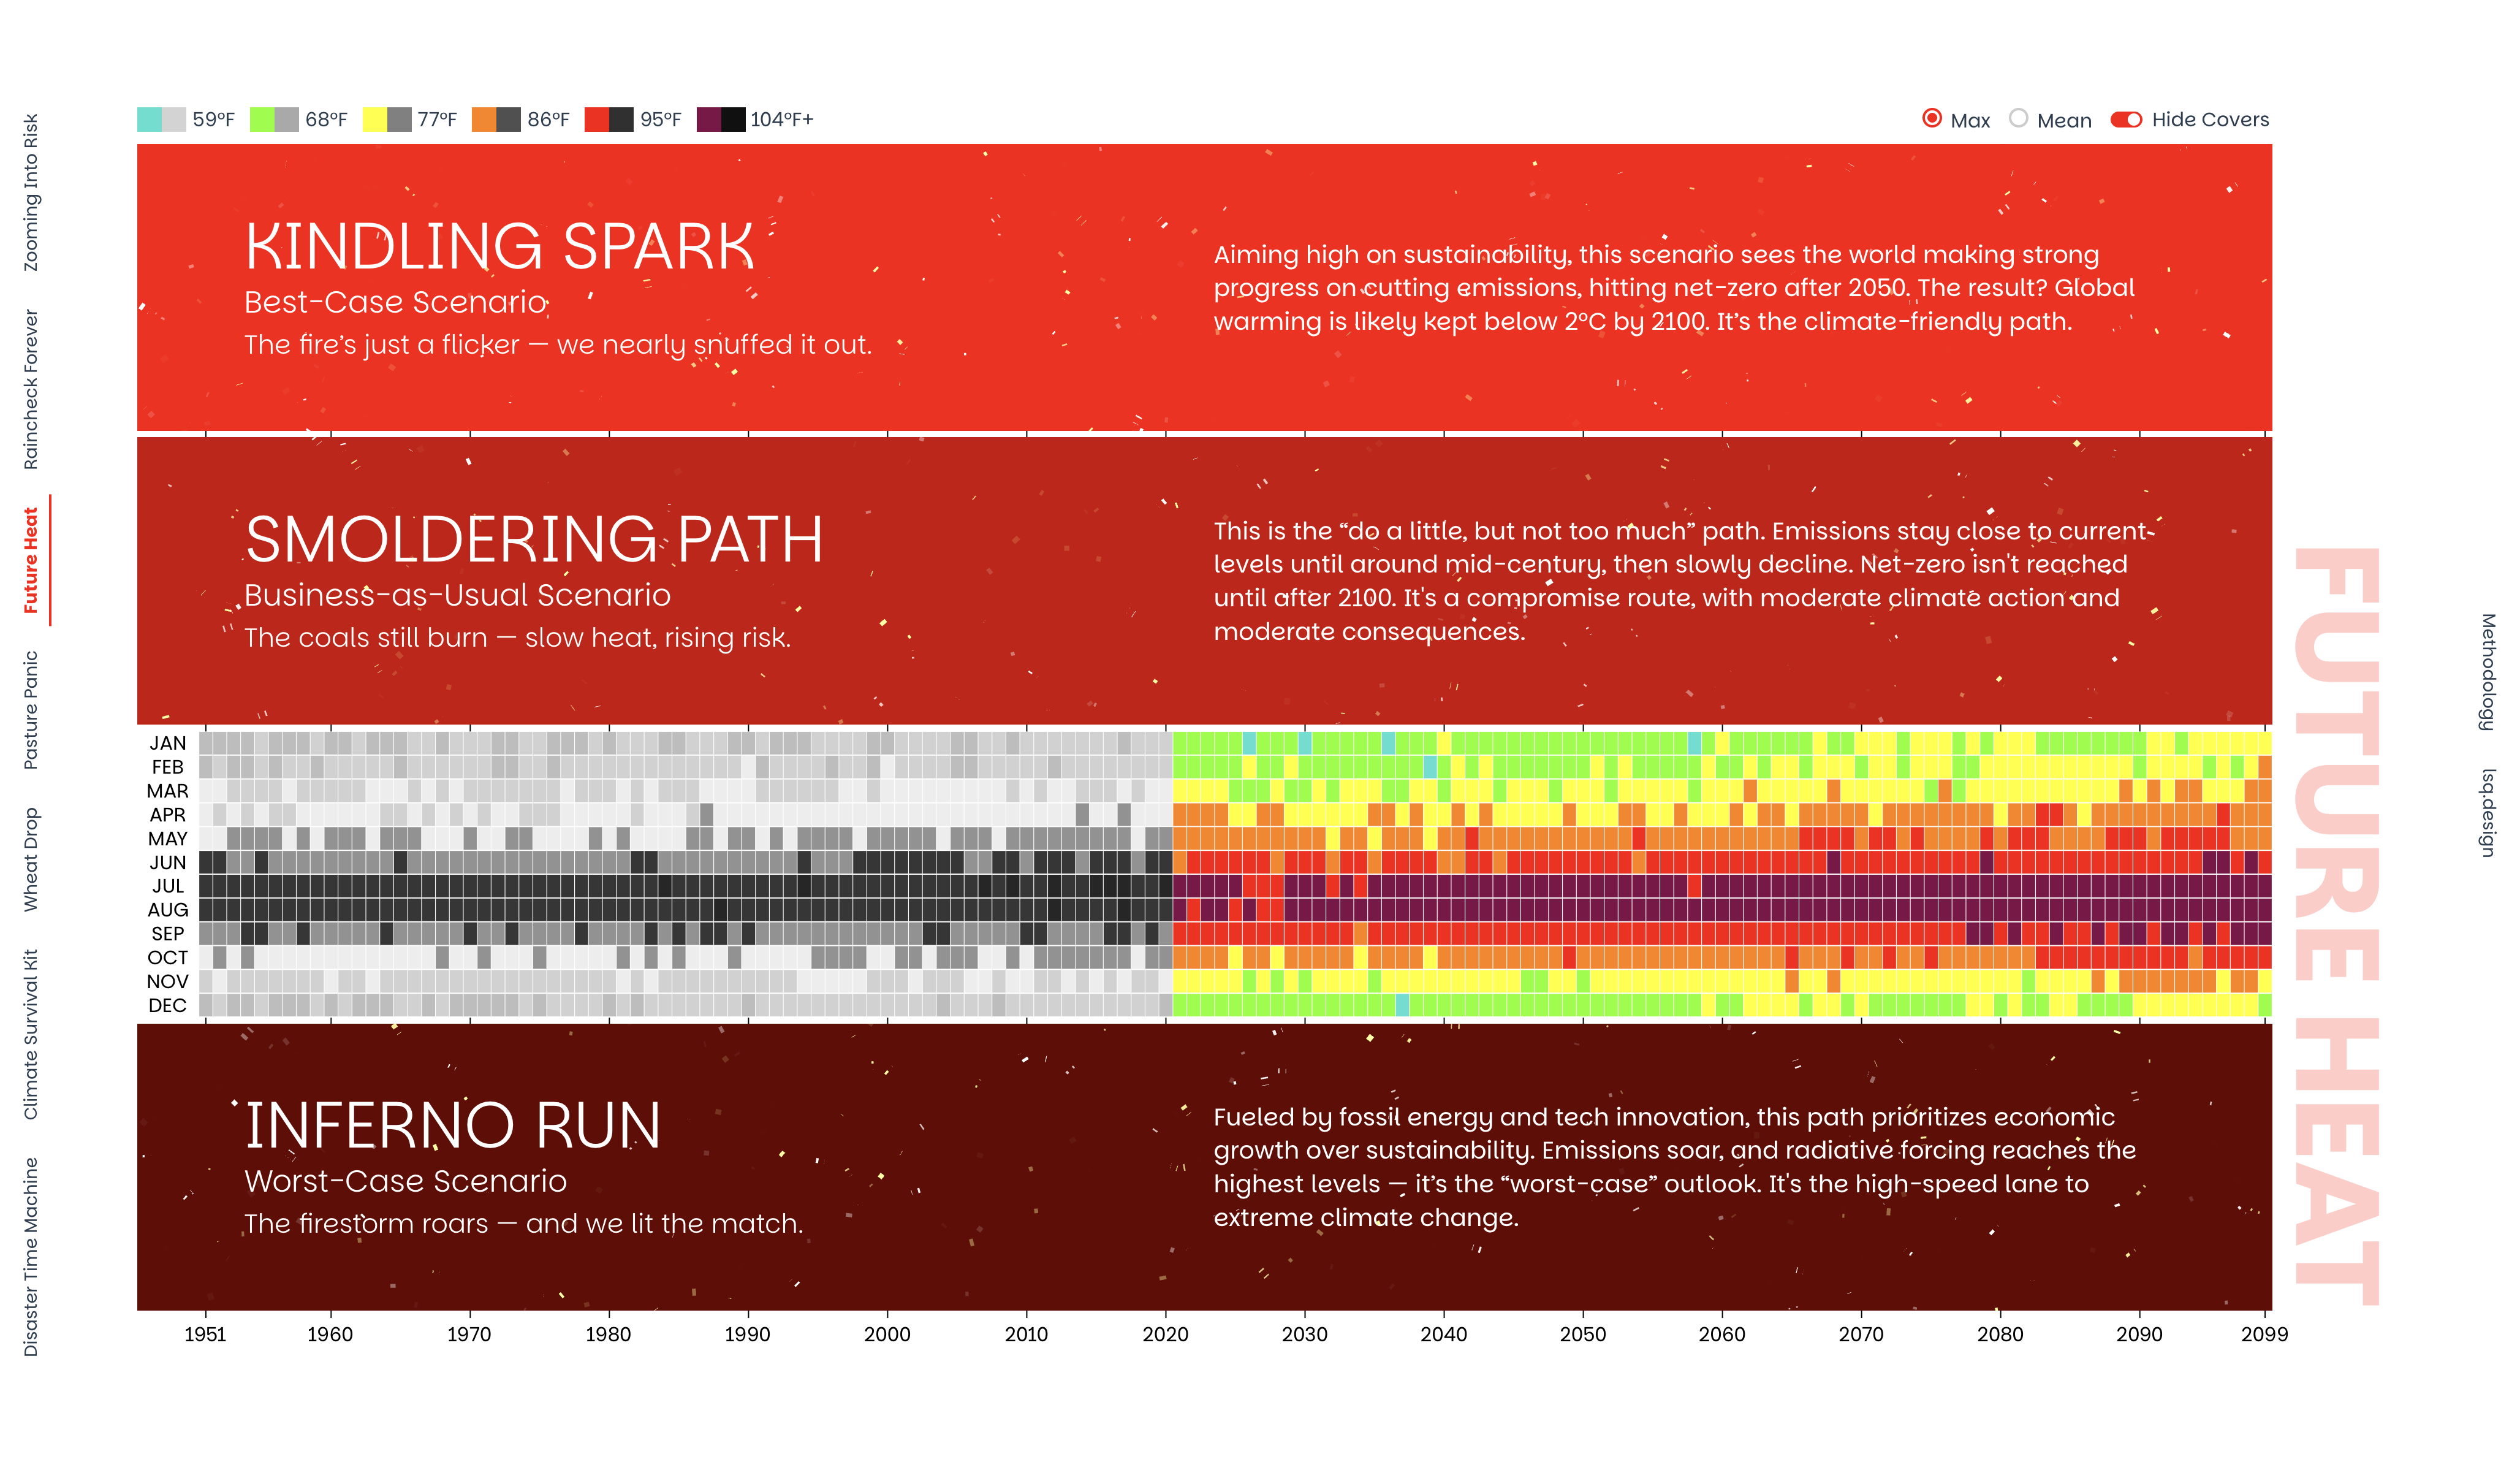 Zooming Into Risk
Raincheck Forever
Future Heat
Pasture Panic
Wheat Drop
Climate Survival Kit
Disaster Time Machine
59°F
68°F
77°F
86°F
95°F
104°F+
Max
Mean
Hide Covers
KINDLING SPARK
Best-Case Scenario
The fire’s just a flicker — we nearly snuffed it out.
Aiming high on sustainability, this scenario sees the world making strong
progress on cutting emissions, hitting net-zero after 2050. The result? Global
warming is likely kept below 2°C by 2100. It’s the climate-friendly path.
SMOLDERING PATH
Business-as-Usual Scenario
The coals still burn — slow heat, rising risk.
This is the “do a little, but not too much” path. Emissions stay close to current
levels until around mid-century, then slowly decline. Net-zero isn't reached
until after 2100. It's a compromise route, with moderate climate action and
moderate consequences.
JAN
FEB
MAR
APR
MAY
JUN
JUL
AUG
SEP
OCT
NOV
DEC
INFERNO RUN
Worst-Case Scenario
The firestorm roars — and we lit the match.
Fueled by fossil energy and tech innovation, this path prioritizes economic
growth over sustainability. Emissions soar, and radiative forcing reaches the
highest levels — it’s the “worst-case” outlook. It's the high-speed lane to
extreme climate change.
1951 1960 1970 1980 1990 2000 2010 2020 2030 2040 2050 2060 2070 2080 2090 2099
FUTURE HEAT
Methodology
lsq.design